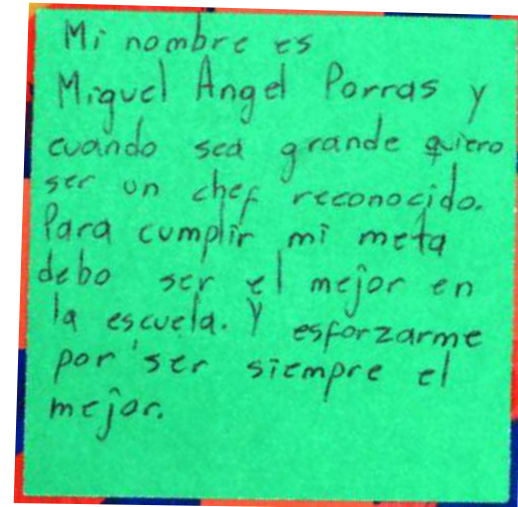 Mi nombre es
Miguel Angel Porras y
cuando sea grande quiero
ser un chef reconocido.
Para cumplir mi meta
debo ser el mejor en
la escuela. Y esforzarme
por ser siempre el
mejor.